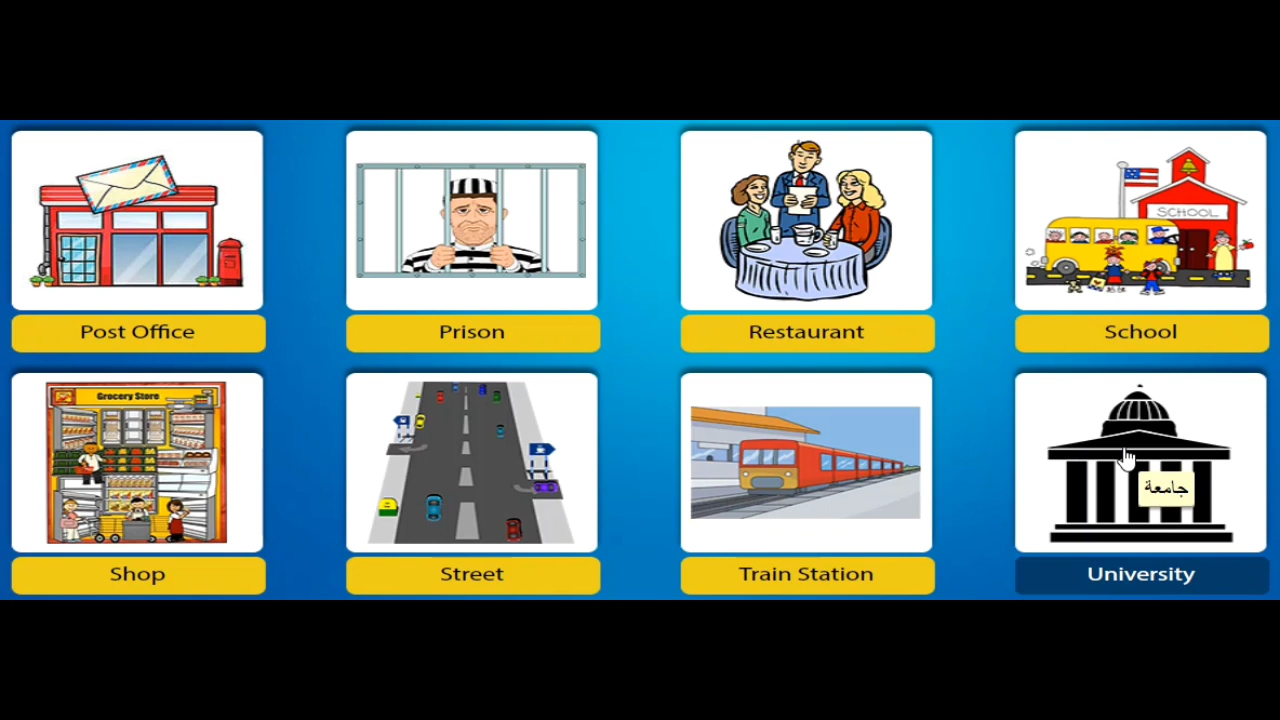 Post Office
Prison
Restaurant
SCHOOL
School
Grocery Store
Shop
Street
Train Station
جامعة
University